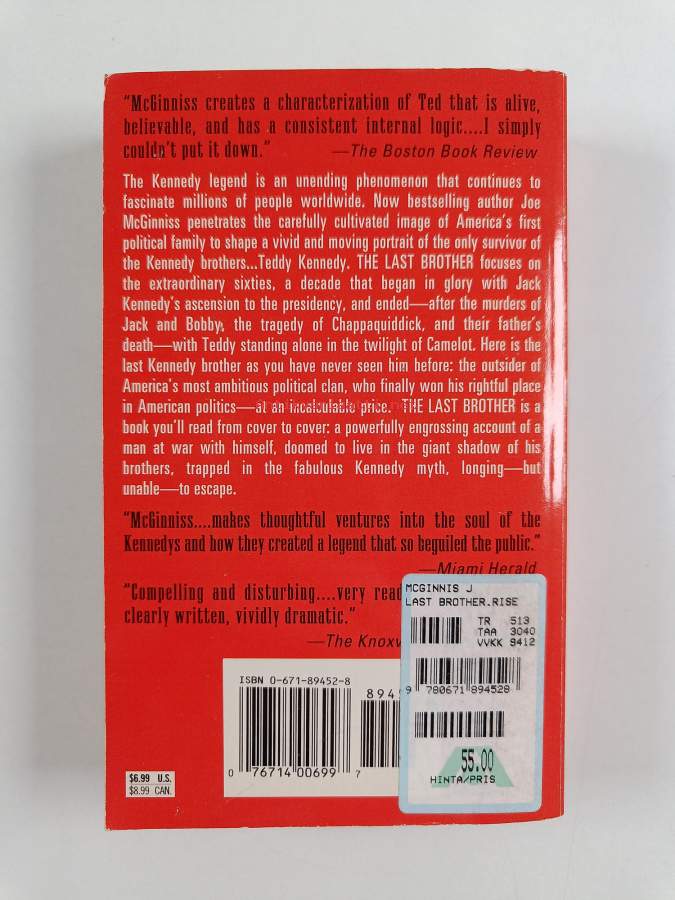 "McGinniss creates a characterization of Ted that is alive,
believable, and has a consistent internal logic....I simply
couldn't put it down."
—The Boston Book Review
The Kennedy legend is an unending phenomenon that continues to
fascinate millions of people worldwide. Now bestselling author Joe
McGinniss penetrates the carefully cultivated image of America's first
political family to shape a vivid and moving portrait of the only survivor of
the Kennedy brothers...Teddy Kennedy. THE LAST BROTHER focuses on
the extraordinary sixties, a decade that began in glory with Jack
Kennedy's ascension to the presidency, and ended—after the murders of
Jack and Bobby, the tragedy of Chappaquiddick, and their father's
death—with Teddy standing alone in the twilight of Camelot. Here is the
last Kennedy brother as you have never seen him before: the outsider of
America's most ambitious political clan, who finally won his rightful place
in American politics—at an incalculable price. THE LAST BROTHER is a
book you'll read from cover to cover: a powerfully engrossing account of a
man at war with himself, doomed to live in the giant shadow of his
brothers, trapped in the fabulous Kennedy myth, longing—but
unable—to escape.
"McGinniss....makes thoughtful ventures into the soul of the
Kennedys and how they created a legend that so beguiled the public."
—Miami Herald
"Compelling and disturbing....very
clearly written, vividly dramatic."
—The
MCGINNIS J
LAST BROTHER.RISE
TR 513
TAA 3040
VVKK 9412
9 780671 894528
55.00
HINTA/PRIS
ISBN 0-671-89452-8
0 76714 00699 7
$6.99 U.S.
$8.99 CAN.